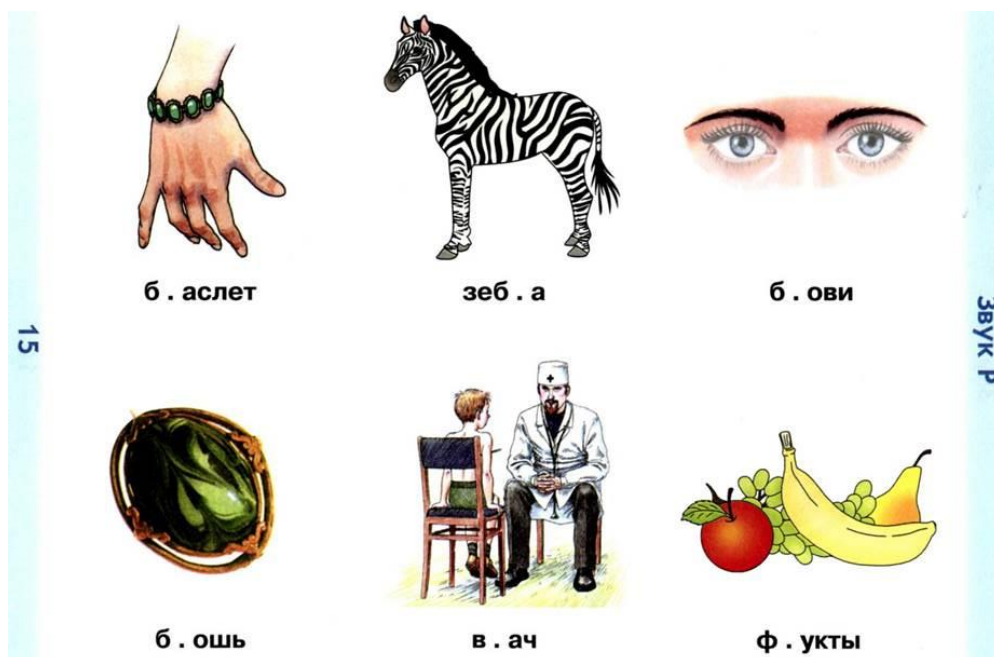 б . аслет
зеб . а
б . ови
б . ошь
в . ач
ф . укты
15
Звук Р